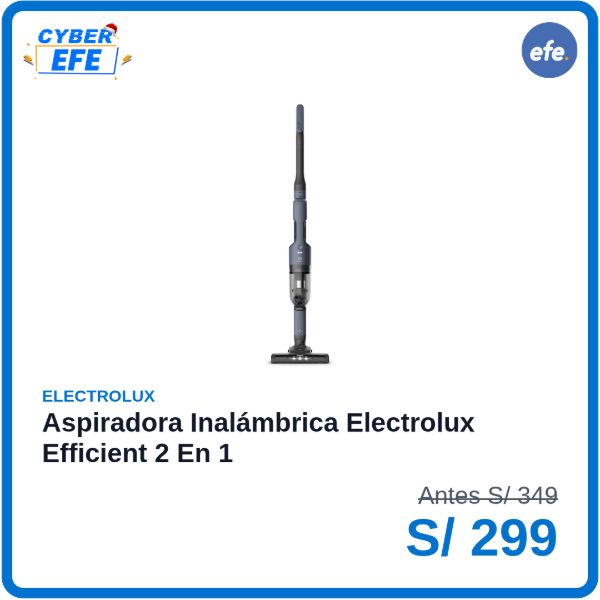 CYBER
EFE
efe.
ELECTROLUX
Aspiradora Inalámbrica Electrolux
Efficient 2 En 1
Antes S/ 349
S/ 299